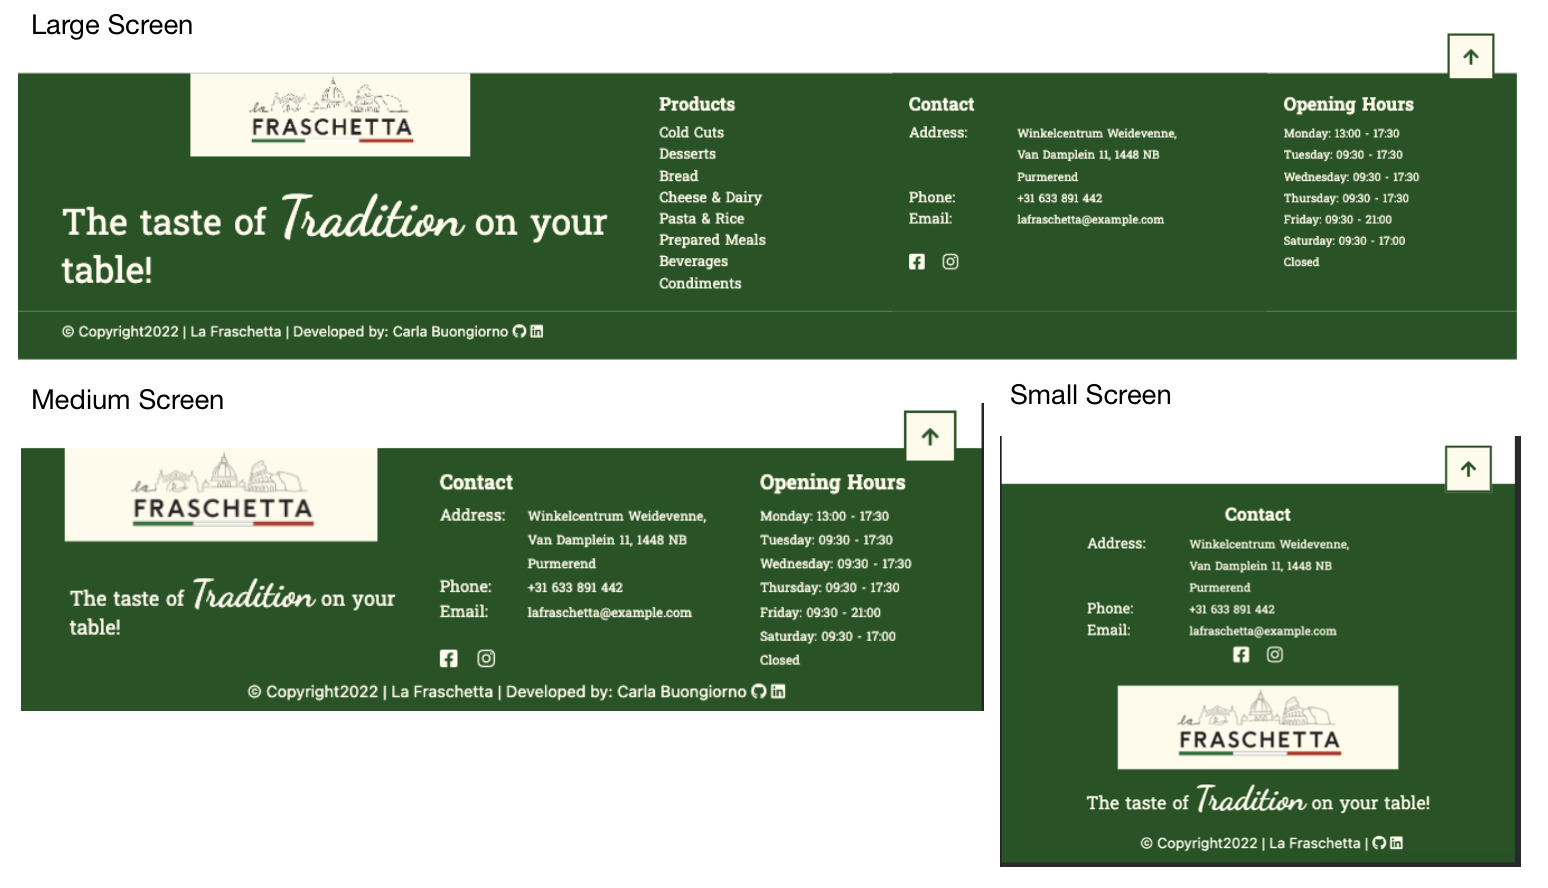 Large Screen
la
FRASCHETTA
The taste of Tradition on your
table!
Products
Cold Cuts
Desserts
Bread
Cheese & Dairy
Pasta & Rice
Prepared Meals
Beverages
Condiments
Contact
Address: Winkelcentrum Weidevenne,
Van Damplein 11, 1448 NB
Purmerend
Phone: +31 633 891 442
Email: lafraschetta@example.com
Opening Hours
Monday: 13:00 - 17:30
Tuesday: 09:30 - 17:30
Wednesday: 09:30 - 17:30
Thursday: 09:30 - 17:30
Friday: 09:30 - 21:00
Saturday: 09:30 - 17:00
Closed
© Copyright2022 | La Fraschetta | Developed by: Carla Buongiorno
Medium Screen
la
FRASCHETTA
The taste of Tradition on your
table!
Contact
Address: Winkelcentrum Weidevenne,
Van Damplein 11, 1448 NB
Purmerend
Phone: +31 633 891 442
Email: lafraschetta@example.com
Opening Hours
Monday: 13:00 - 17:30
Tuesday: 09:30 - 17:30
Wednesday: 09:30 - 17:30
Thursday: 09:30 - 17:30
Friday: 09:30 - 21:00
Saturday: 09:30 - 17:00
Closed
© Copyright2022 | La Fraschetta | Developed by: Carla Buongiorno
Small Screen
Contact
Address: Winkelcentrum Weidevenne,
Van Damplein 11, 1448 NB
Purmerend
Phone: +31 633 891 442
Email: lafraschetta@example.com
la
FRASCHETTA
The taste of Tradition on your table!
© Copyright2022 | La Fraschetta |